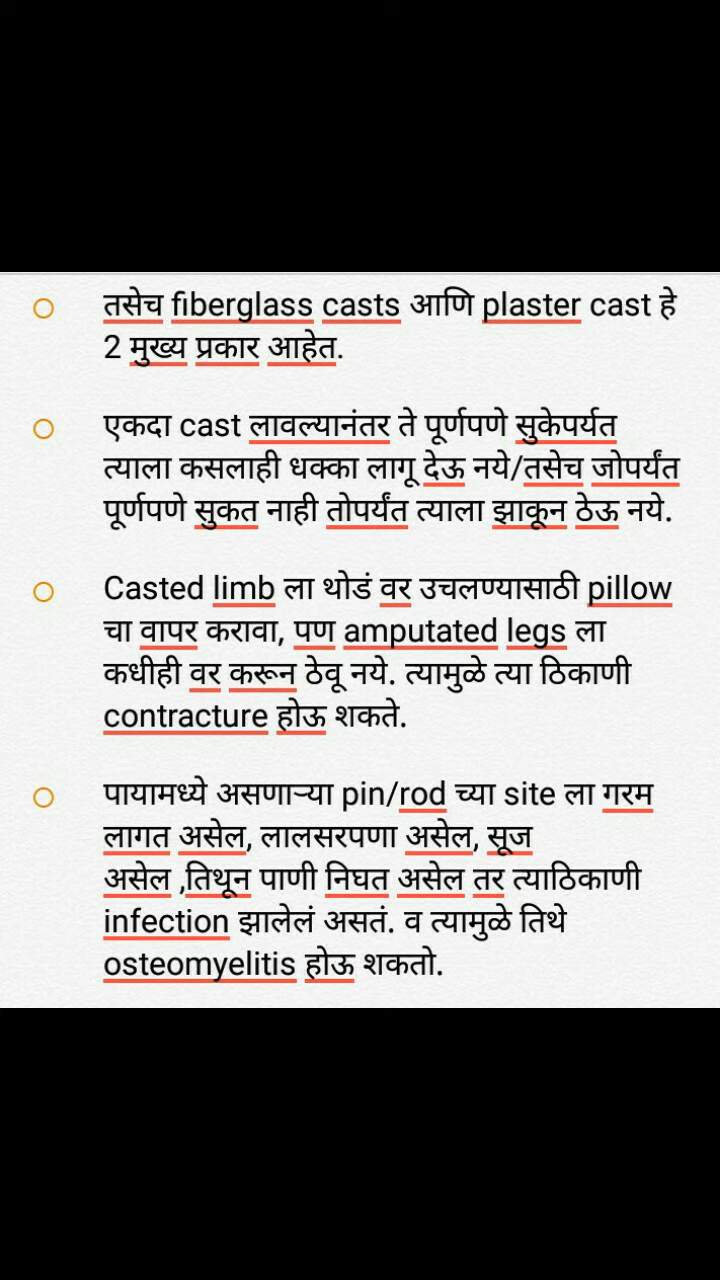 तसेच fiberglass casts आणि plaster cast हे
2 मुख्य प्रकार आहेत.
एकदा cast लावल्यानंतर ते पूर्णपणे सुकेपर्यत
त्याला कसलाही धक्का लागू देऊ नये/तसेच जोपर्यंत
पूर्णपणे सुकत नाही तोपर्यंत त्याला झाकून ठेऊ नये.
Casted limb ला थोडं वर उचलण्यासाठी pillow
चा वापर करावा, पण amputated legs ला
कधीही वर करून ठेवू नये. त्यामुळे त्या ठिकाणी
contracture होऊ शकते.
पायामध्ये असणाऱ्या pin/rod च्या site ला गरम
लागत असेल, लालसरपणा असेल, सूज
असेल ,तिथून पाणी निघत असेल तर त्याठिकाणी
infection झालेलं असतं. व त्यामुळे तिथे
osteomyelitis होऊ शकतो.